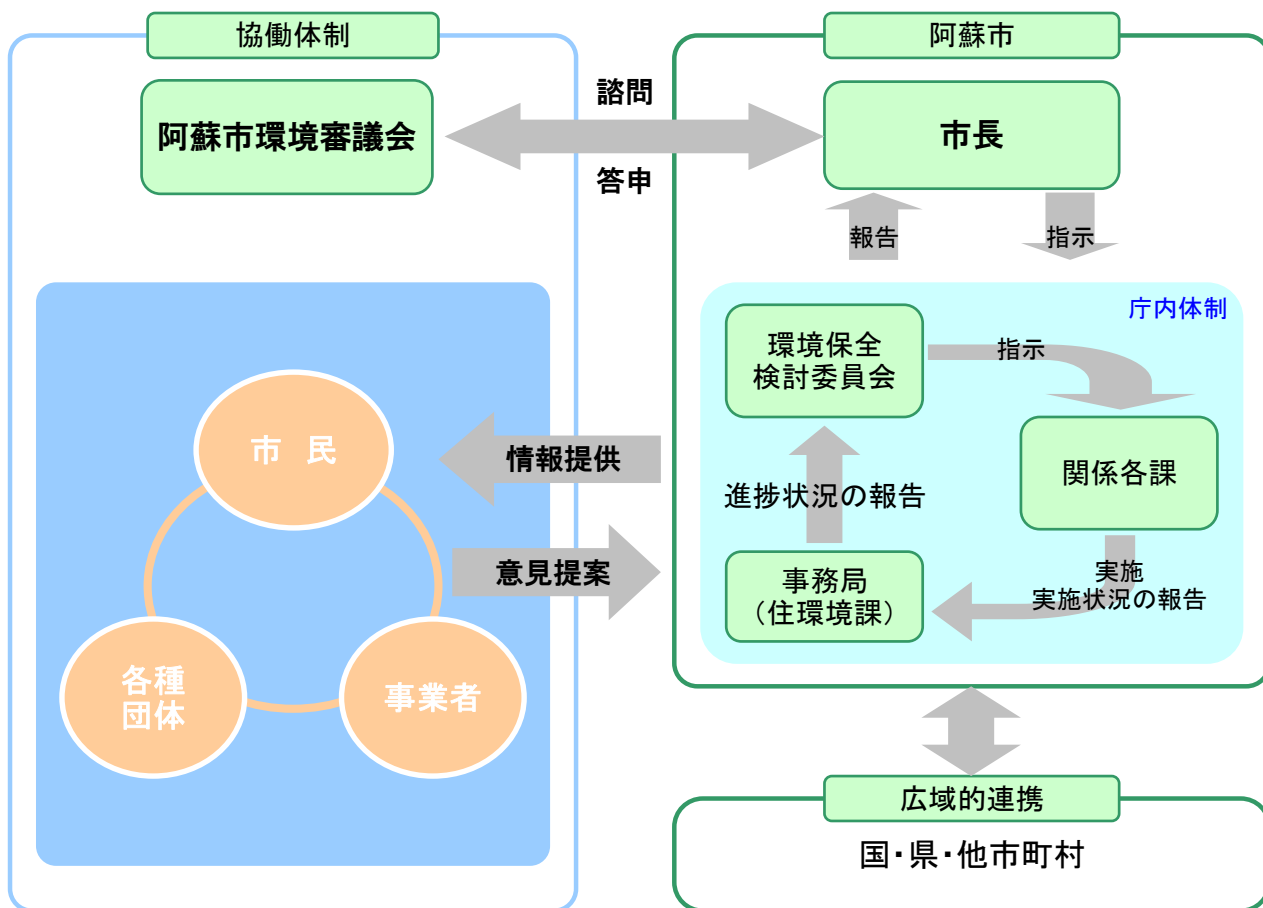 協働体制
阿蘇市環境審議会
諮問
答申
阿蘇市
市長
報告
指示
庁内体制
環境保全
検討委員会
指示
関係各課
進捗状況の報告
事務局
（住環境課）
実施
実施状況の報告
市 民
各種
団体
事業者
情報提供
意見提案
広域的連携
国・県・他市町村